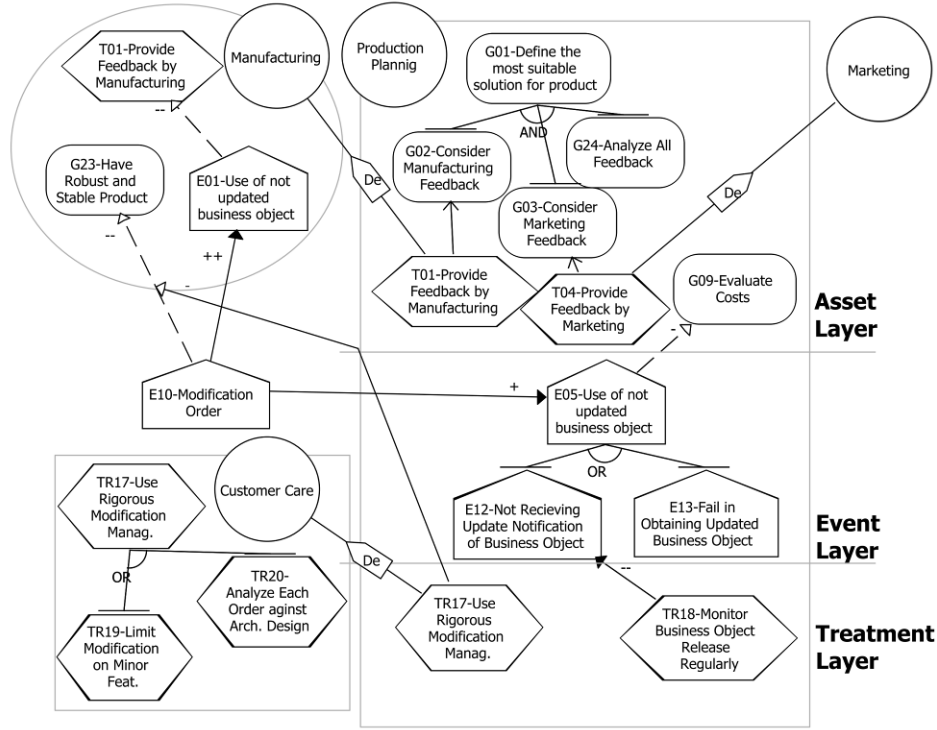 T01-Provide
Feedback by
Manufacturing
Manufacturing
Production
Plannig
G01-Define the
most suitable
solution for product
Marketing
--
AND
G23-Have
Robust and
Stable Product
E01-Use of not
updated
business object
De
G02-Consider
Manufacturing
Feedback
G24-Analyze All
Feedback
De
G03-Consider
Marketing
Feedback
--
++
-
T01-Provide
Feedback by
Manufacturing
T04-Provide
Feedback by
Marketing
G09-Evaluate
Costs
Asset
Layer
-
E10-Modification
Order
+
E05-Use of not
updated
business object
OR
TR17-Use
Rigorous
Modification
Manag.
Customer Care
E12-Not Recieving
Update Notification
of Business Object
E13-Fail in
Obtaining Updated
Business Object
Event
Layer
OR
De
--
TR20-
Analyze Each
Order aginst
Arch. Design
TR19-Limit
Modification
on Minor
Feat.
TR17-Use
Rigorous
Modification
Manag.
TR18-Monitor
Business Object
Release
Regularly
Treatment
Layer